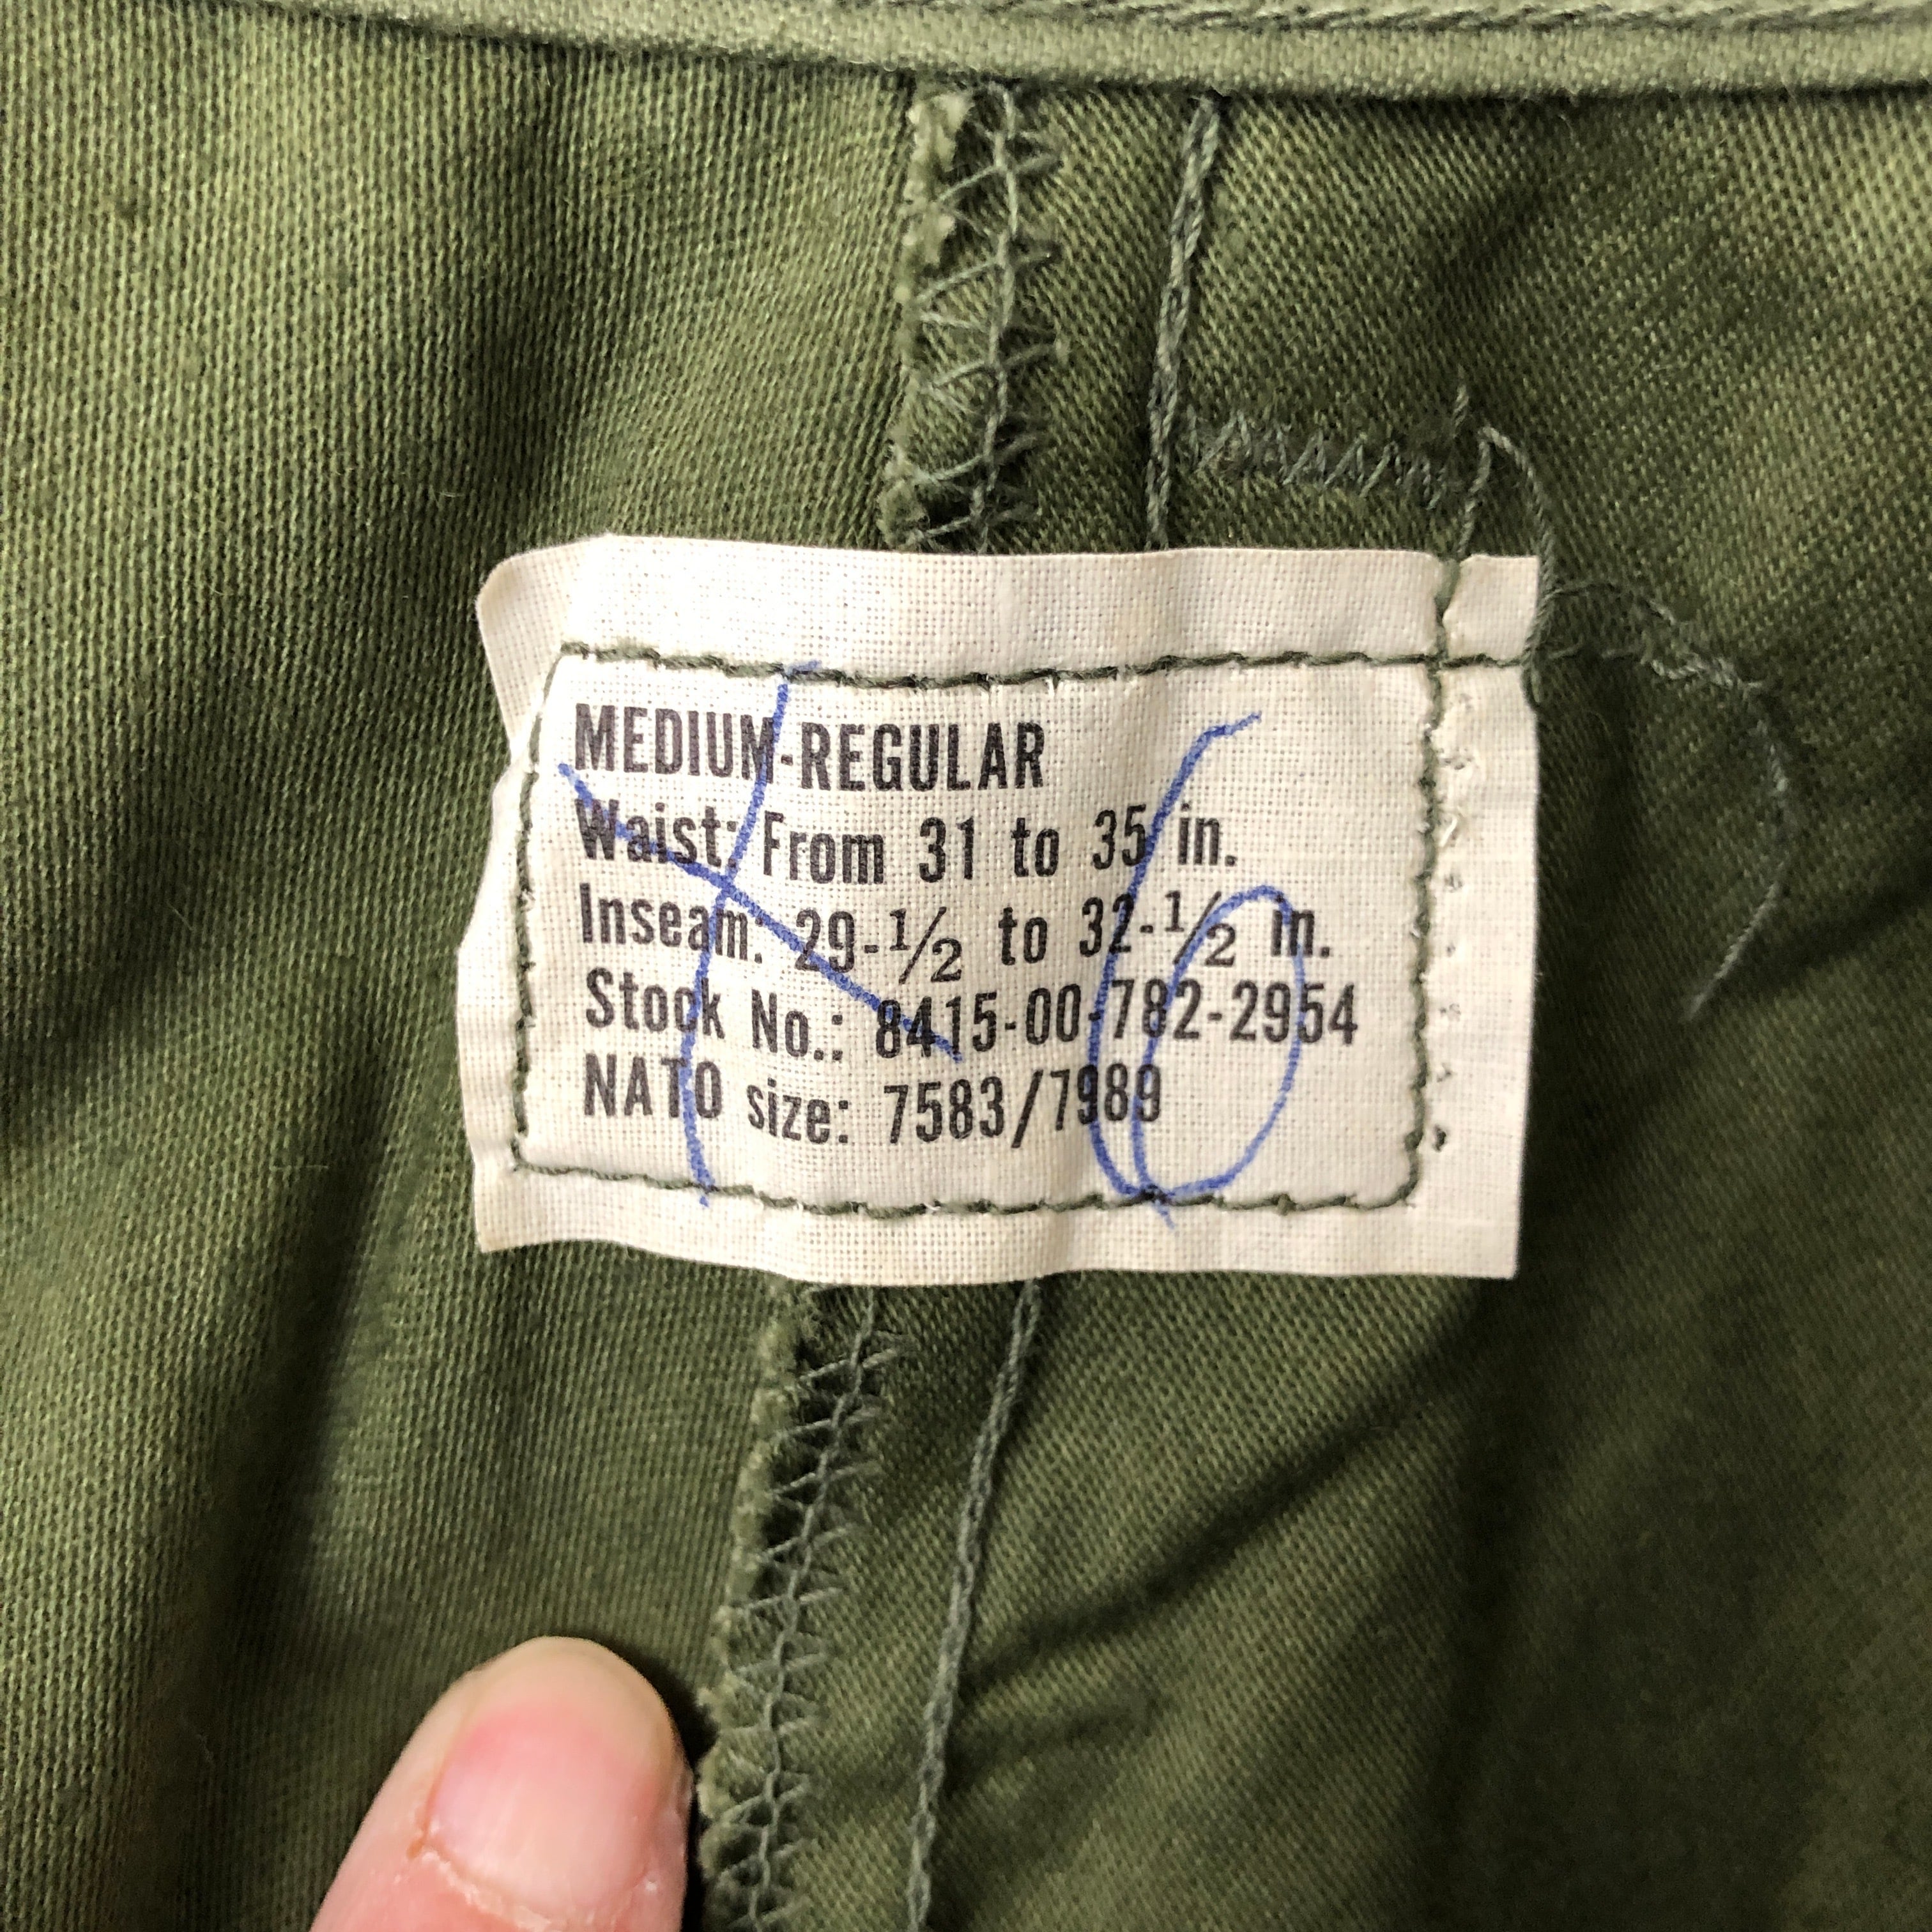 MEDIUM-REGULAR
Waist: From 31 to 35 in.
Inseam: 29-1/2 to 32-1/2 in.
Stock No.: 8415-00-782-2954
NATO size: 7583/7989